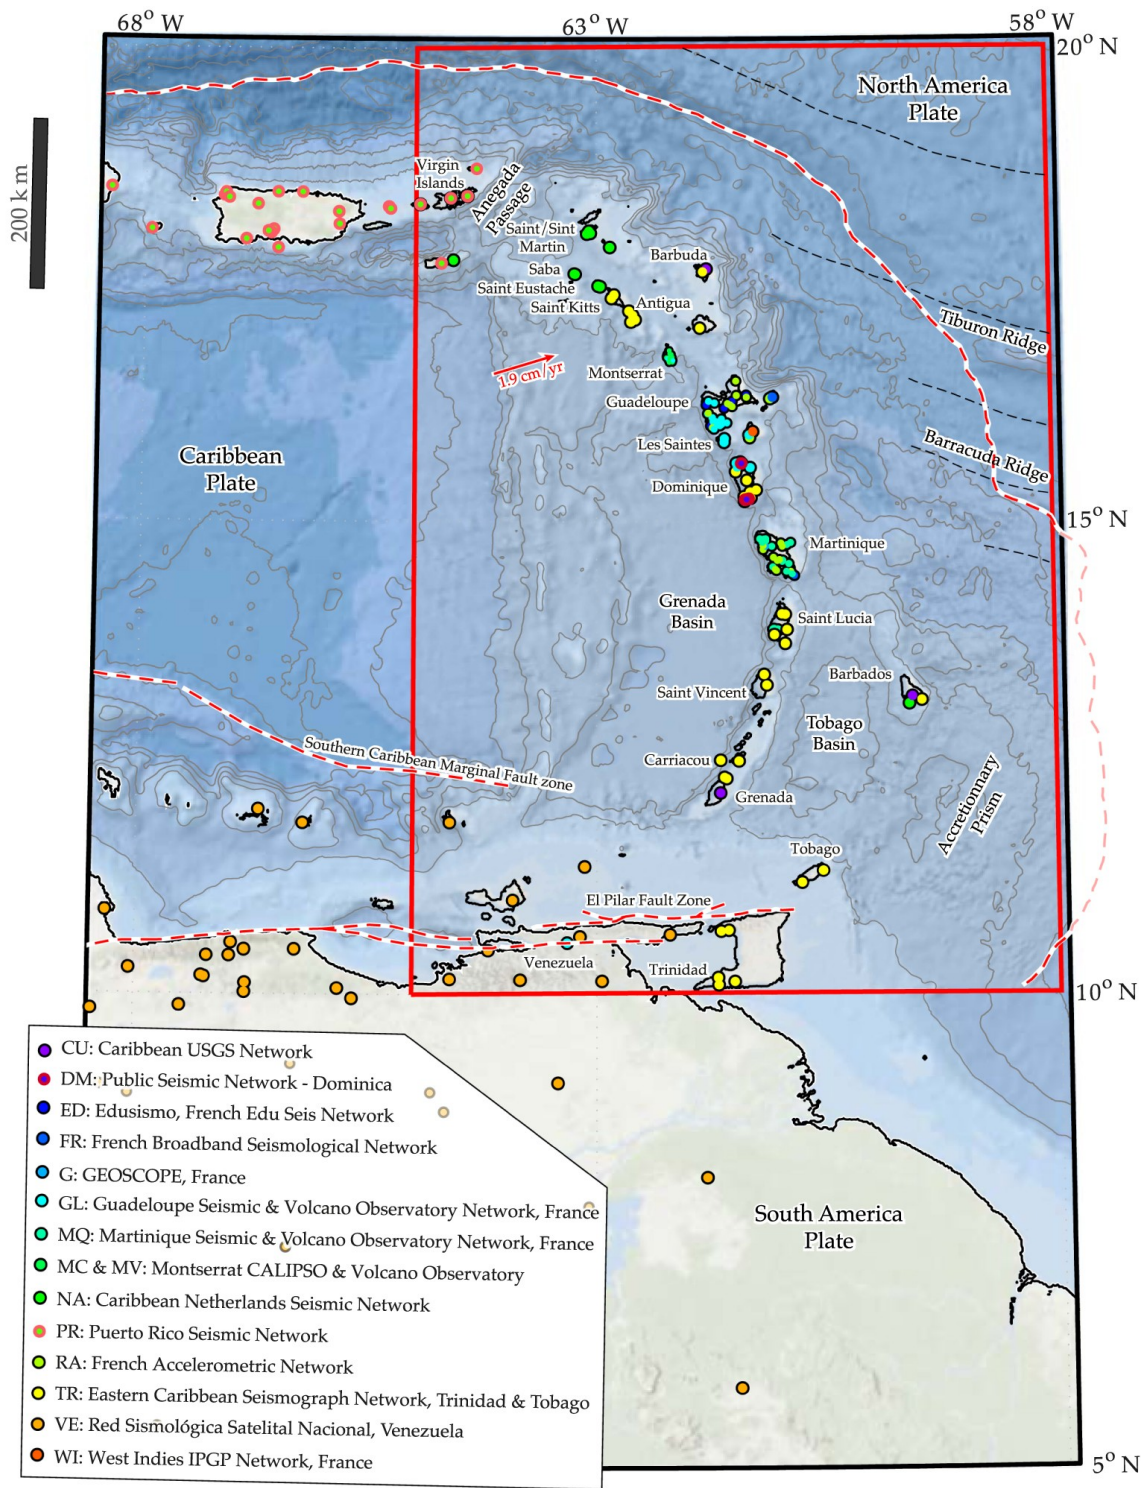 68° W
63° W
58° W
20° N
North America
Plate
200 km
Virgin
Islands
Anegada
Passage
Saint/Sint
Martin
Barbuda
Saba
Saint Eustache
Saint Kitts
Antigua
Tiburon Ridge
1.9 cm/yr
Montserrat
Guadeloupe
Les Saintes
Barracuda Ridge
Caribbean
Plate
Dominique
15° N
Martinique
Grenada
Basin
Saint Lucia
Barbados
Saint Vincent
Tobago
Basin
Southern Caribbean Marginal Fault zone
Carriacou
Grenada
Accretionnary
Prism
Tobago
El Pilar Fault Zone
Venezuela
Trinidad
10° N
CU: Caribbean USGS Network
DM: Public Seismic Network - Dominica
ED: Edusismo, French Edu Seis Network
FR: French Broadband Seismological Network
G: GEOSCOPE, France
GL: Guadeloupe Seismic & Volcano Observatory Network, France
MQ: Martinique Seismic & Volcano Observatory Network, France
MC & MV: Montserrat CALIPSO & Volcano Observatory
NA: Caribbean Netherlands Seismic Network
PR: Puerto Rico Seismic Network
RA: French Accelerometric Network
TR: Eastern Caribbean Seismograph Network, Trinidad & Tobago
VE: Red Sismológica Satelital Nacional, Venezuela
WI: West Indies IPGP Network, France
South America
Plate
5° N